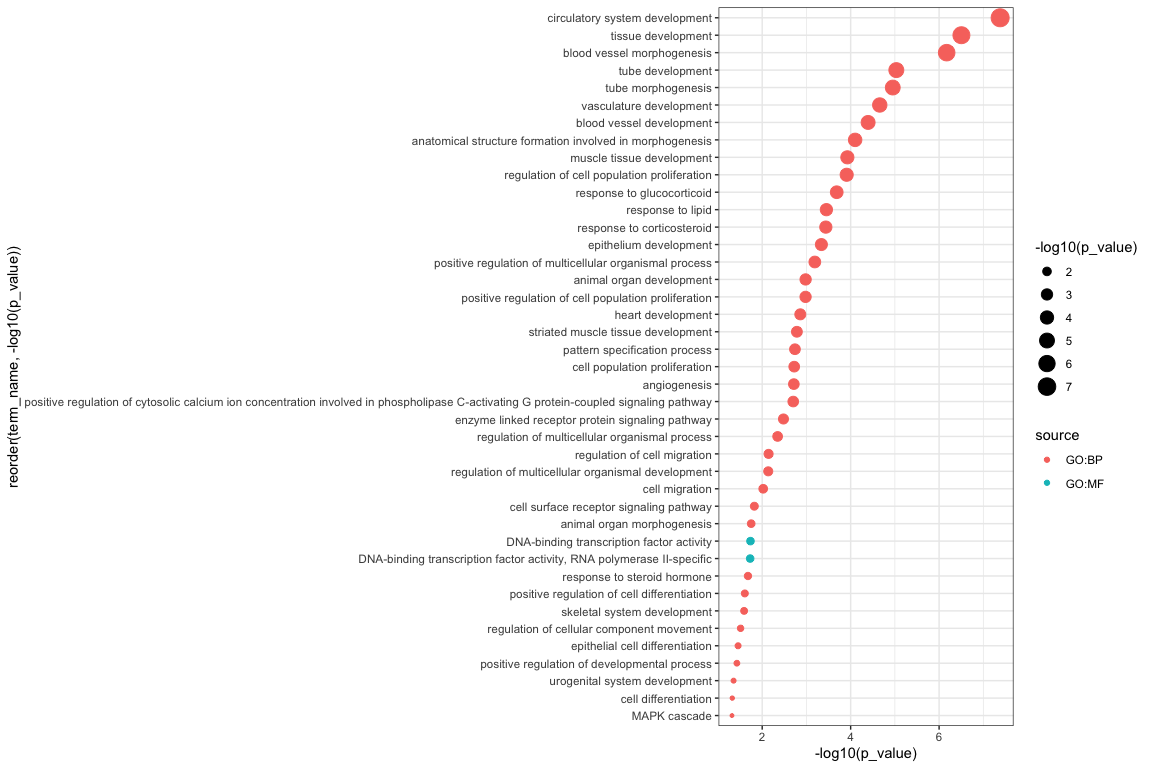 reorder(term_name, -log10(p_value))
circulatory system development
tissue development
blood vessel morphogenesis
tube development
tube morphogenesis
vasculature development
blood vessel development
anatomical structure formation involved in morphogenesis
muscle tissue development
regulation of cell population proliferation
response to glucocorticoid
response to lipid
response to corticosteroid
epithelium development
positive regulation of multicellular organismal process
animal organ development
positive regulation of cell population proliferation
heart development
striated muscle tissue development
pattern specification process
cell population proliferation
angiogenesis
positive regulation of cytosolic calcium ion concentration involved in phospholipase C-activating G protein-coupled signaling pathway
enzyme linked receptor protein signaling pathway
regulation of multicellular organismal process
regulation of cell migration
regulation of multicellular organismal development
cell migration
cell surface receptor signaling pathway
animal organ morphogenesis
DNA-binding transcription factor activity
DNA-binding transcription factor activity, RNA polymerase II-specific
response to steroid hormone
positive regulation of cell differentiation
skeletal system development
regulation of cellular component movement
epithelial cell differentiation
positive regulation of developmental process
urogenital system development
cell differentiation
MAPK cascade
2 4 6
-log10(p_value)
-log10(p_value)
2
3
4
5
6
7
source
GO:BP
GO:MF